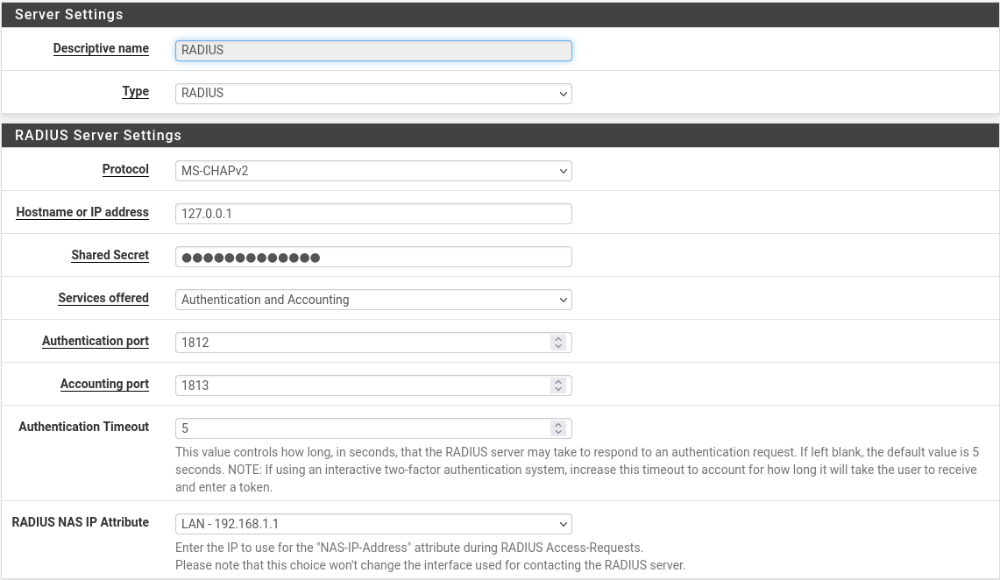 Server Settings
Descriptive name
RADIUS
Type
RADIUS
RADIUS Server Settings
Protocol
MS-CHAPv2
Hostname or IP address
127.0.0.1
Shared Secret
●●●●●●●●●●●●●
Services offered
Authentication and Accounting
Authentication port
1812
Accounting port
1813
Authentication Timeout
5
This value controls how long, in seconds, that the RADIUS server may take to respond to an authentication request. If left blank, the default value is 5
seconds. NOTE: If using an interactive two-factor authentication system, increase this timeout to account for how long it will take the user to receive
and enter a token.
RADIUS NAS IP Attribute
LAN - 192.168.1.1
Enter the IP to use for the "NAS-IP-Address" attribute during RADIUS Access-Requests.
Please note that this choice won't change the interface used for contacting the RADIUS server.